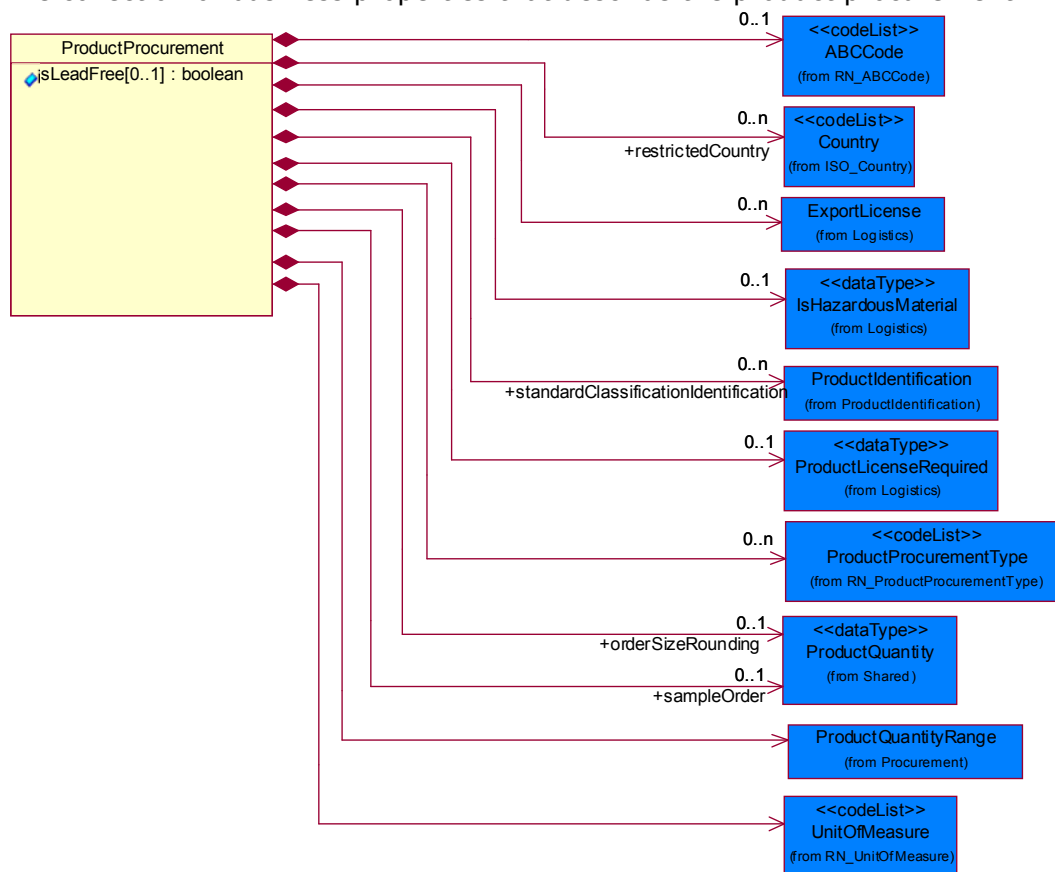 ProductProcurement
isLeadFree[0..1] : boolean
0..1
<<codeList>>
ABCCode
(from RN_ABCCode)
0..n
+restrictedCountry
<<codeList>>
Country
(from ISO_Country)
0..n
ExportLicense
(from Logistics)
0..1
<<dataType>>
IsHazardousMaterial
(from Logistics)
0..n
+standardClassificationIdentification
ProductIdentification
(from ProductIdentification)
0..1
<<dataType>>
ProductLicenseRequired
(from Logistics)
0..n
<<codeList>>
ProductProcurementType
(from RN_ProductProcurementType)
0..1
+orderSizeRounding
0..1
+sampleOrder
<<dataType>>
ProductQuantity
(from Shared)
ProductQuantityRange
(from Procurement)
<<codeList>>
UnitOfMeasure
(from RN_UnitOfMeasure)